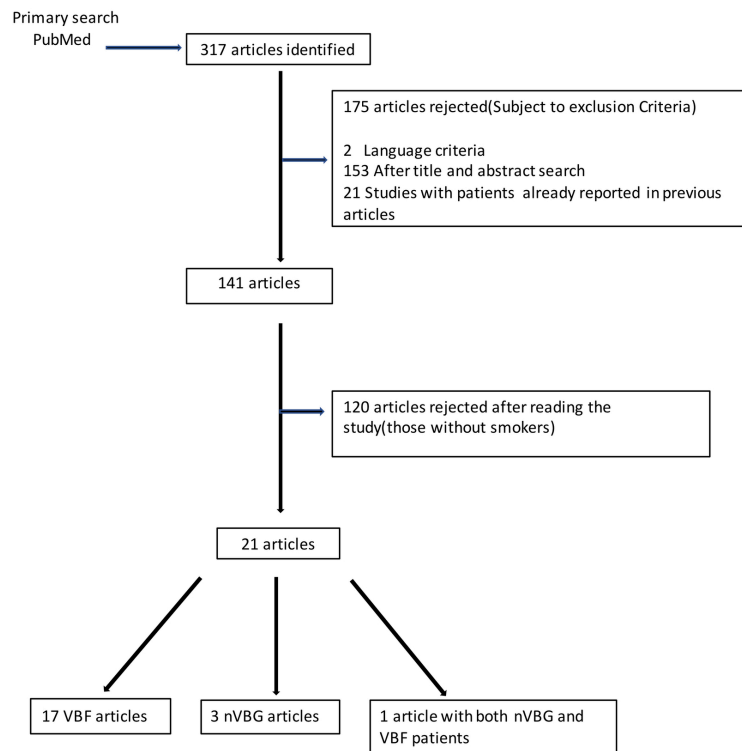 Primary search
PubMed
317 articles identified
175 articles rejected(Subject to exclusion Criteria)
2 Language criteria
153 After title and abstract search
21 Studies with patients already reported in previous
articles
141 articles
120 articles rejected after reading the
study(those without smokers)
21 articles
17 VBF articles
3 nVBG articles
1 article with both nVBG and
VBF patients